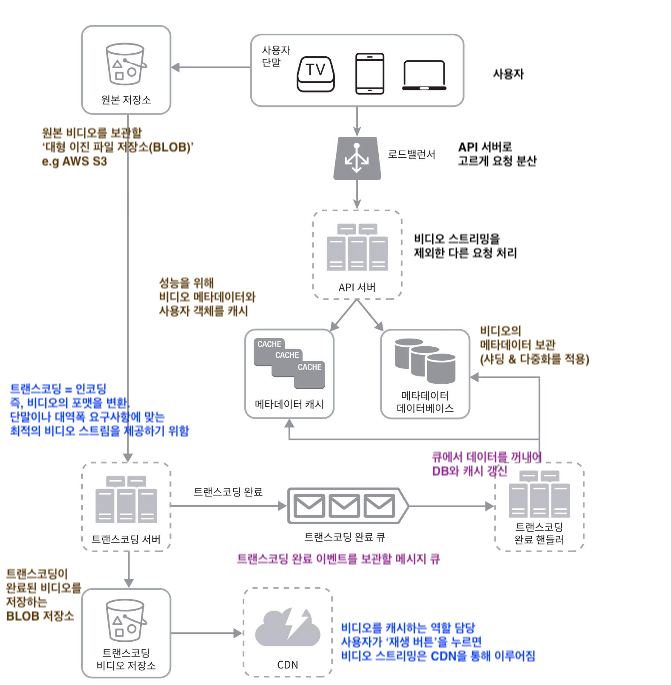 사용자
단말
TV
사용자
원본 저장소
원본 비디오를 보관할
‘대형 이진 파일 저장소(BLOB)’
e.g AWS S3
로드밸런서
API 서버로
고르게 요청 분산
비디오 스트리밍을
제외한 다른 요청 처리
API 서버
성능을 위해
비디오 메타데이터와
사용자 객체를 캐시
CACHE
CACHE
CACHE
메타데이터 캐시
메타데이터
데이터베이스
비디오의
메타데이터 보관
(샤딩 & 다중화를 적용)
트랜스코딩 = 인코딩
즉, 비디오의 포맷을 변환.
단말이나 대역폭 요구사항에 맞는
최적의 비디오 스트림을 제공하기 위함
큐에서 데이터를 꺼내어
DB와 캐시 갱신
트랜스코딩 서버
트랜스코딩 완료
트랜스코딩 완료 큐
트랜스코딩
완료 핸들러
트랜스코딩 완료 이벤트를 보관할 메시지 큐
트랜스코딩이
완료된 비디오를
저장하는
BLOB 저장소
트랜스코딩
비디오 저장소
CDN
비디오를 캐시하는 역할 담당
사용자가 ‘재생 버튼’을 누르면
비디오 스트리밍은 CDN을 통해 이루어짐